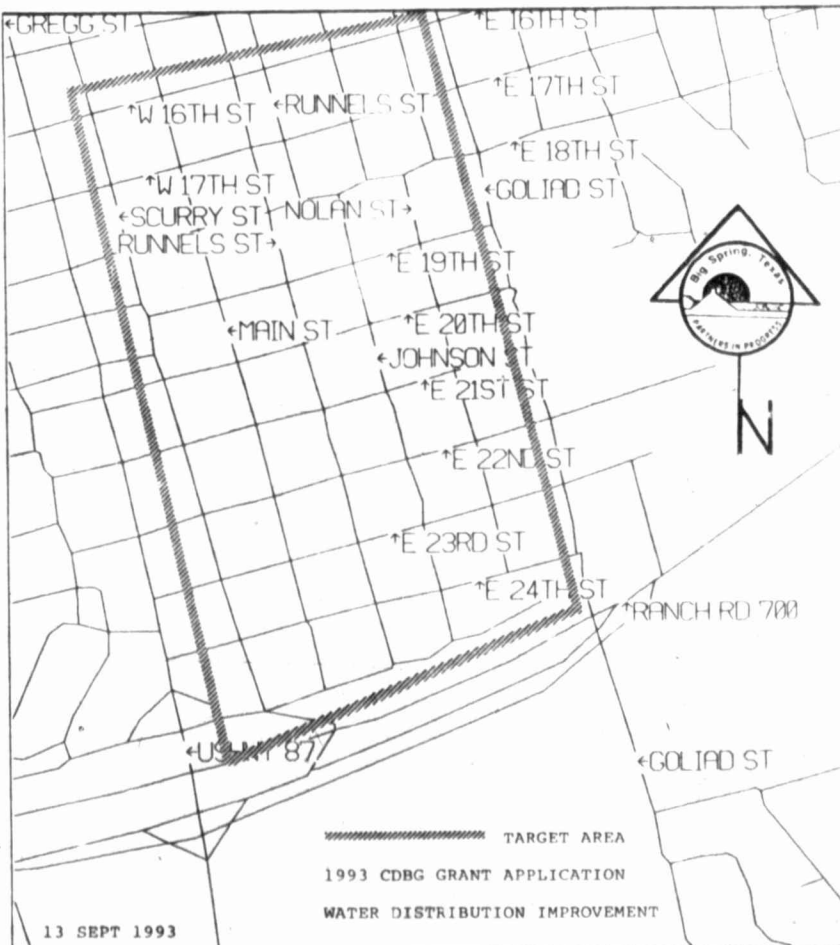 ←GREGG ST
↑E 16TH ST
↑E 17TH ST
↑W 16TH ST
←RUNNELS ST
↑E 18TH ST
↑W 17TH ST
←GOLIAD ST
←SCURRY ST
NOLAN ST→
RUNNELS ST→
↑E 19TH ST
Big Spring, Texas
PARTNERS IN PROGRESS
↑E 20TH ST
←MAIN ST
←JOHNSON ST
↑E 21ST ST
N
↑E 22ND ST
↑E 23RD ST
↑E 24TH ST
↑RANCH RD 700
←US HWY 87
←GOLIAD ST
TARGET AREA
1993 CDBG GRANT APPLICATION
WATER DISTRIBUTION IMPROVEMENT
13 SEPT 1993